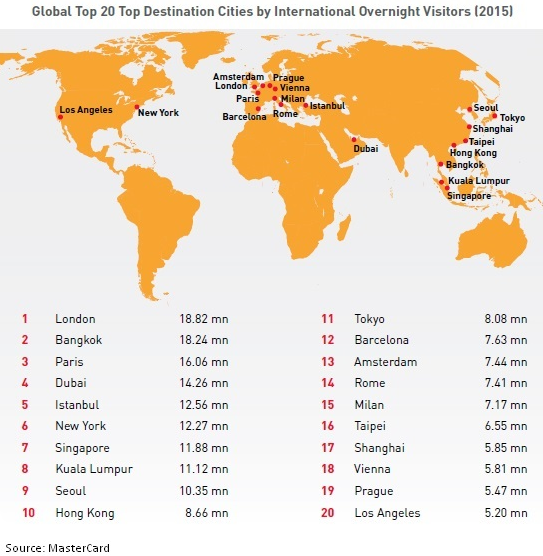 Global Top 20 Top Destination Cities by International Overnight Visitors (2015)
Amsterdam
Prague
London
Vienna
Paris
Milan
Istanbul
Barcelona
Rome
Los Angeles
New York
Dubai
Seoul
Tokyo
Shanghai
Taipei
Hong Kong
Bangkok
Kuala Lumpur
Singapore
1 London 18.82 mn
2 Bangkok 18.24 mn
3 Paris 16.06 mn
4 Dubai 14.26 mn
5 Istanbul 12.56 mn
6 New York 12.27 mn
7 Singapore 11.88 mn
8 Kuala Lumpur 11.12 mn
9 Seoul 10.35 mn
10 Hong Kong 8.66 mn
11 Tokyo 8.08 mn
12 Barcelona 7.63 mn
13 Amsterdam 7.44 mn
14 Rome 7.41 mn
15 Milan 7.17 mn
16 Taipei 6.55 mn
17 Shanghai 5.85 mn
18 Vienna 5.81 mn
19 Prague 5.47 mn
20 Los Angeles 5.20 mn
Source: MasterCard